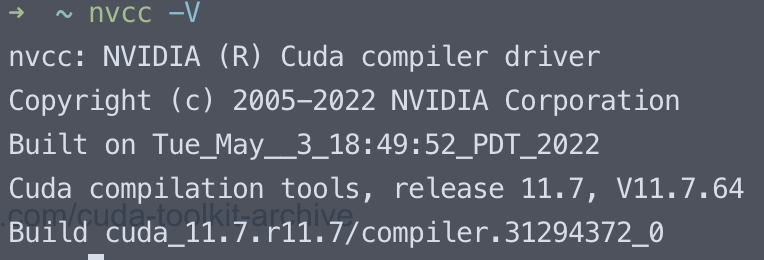 → ~ nvcc -V
nvcc: NVIDIA (R) Cuda compiler driver
Copyright (c) 2005-2022 NVIDIA Corporation
Built on Tue_May__3_18:49:52_PDT_2022
Cuda compilation tools, release 11.7, V11.7.64
.com/cuda-toolkit-archive
Build cuda_11.7.r11.7/compiler.31294372_0